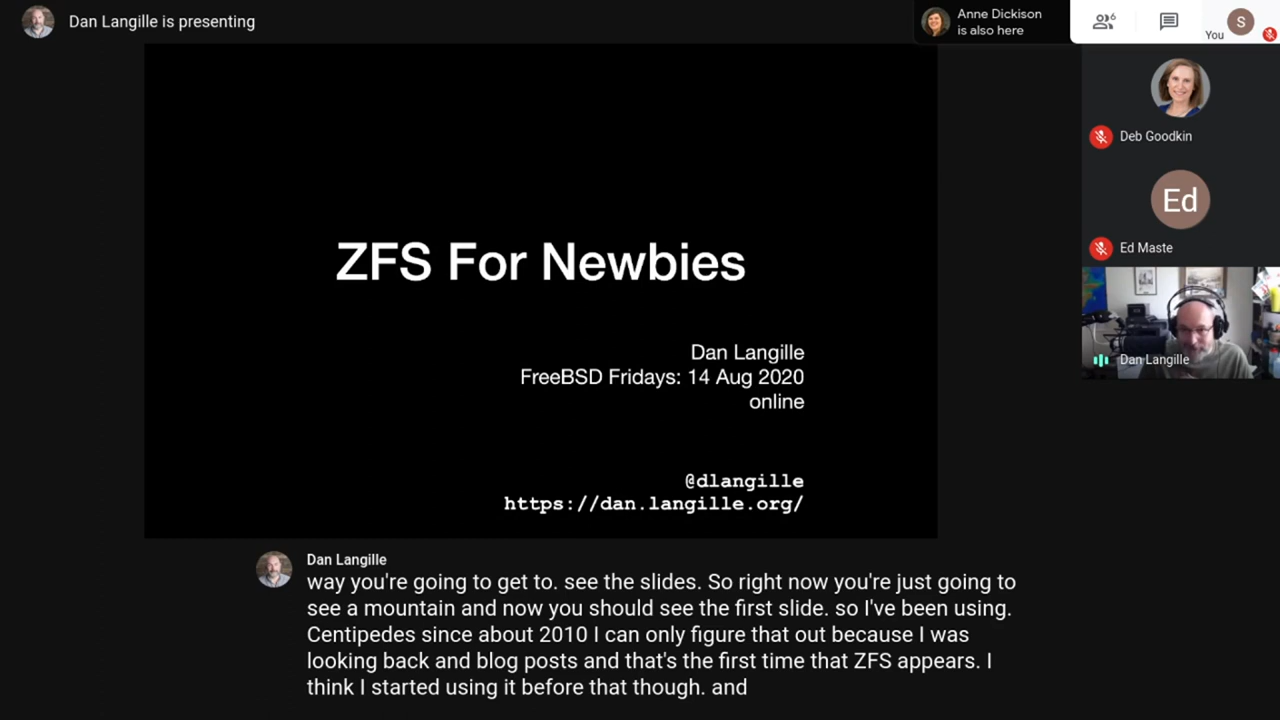 Dan Langille is presenting
Anne Dickison
is also here
6
You
S
Deb Goodkin
Ed
Ed Maste
Dan Langille
ZFS For Newbies
Dan Langille
FreeBSD Fridays: 14 Aug 2020
online
@dlangille
https://dan.langille.org/
Dan Langille
way you're going to get to. see the slides. So right now you're just going to
see a mountain and now you should see the first slide. so I've been using.
Centipedes since about 2010 I can only figure that out because I was
looking back and blog posts and that's the first time that ZFS appears. I
think I started using it before that though. and